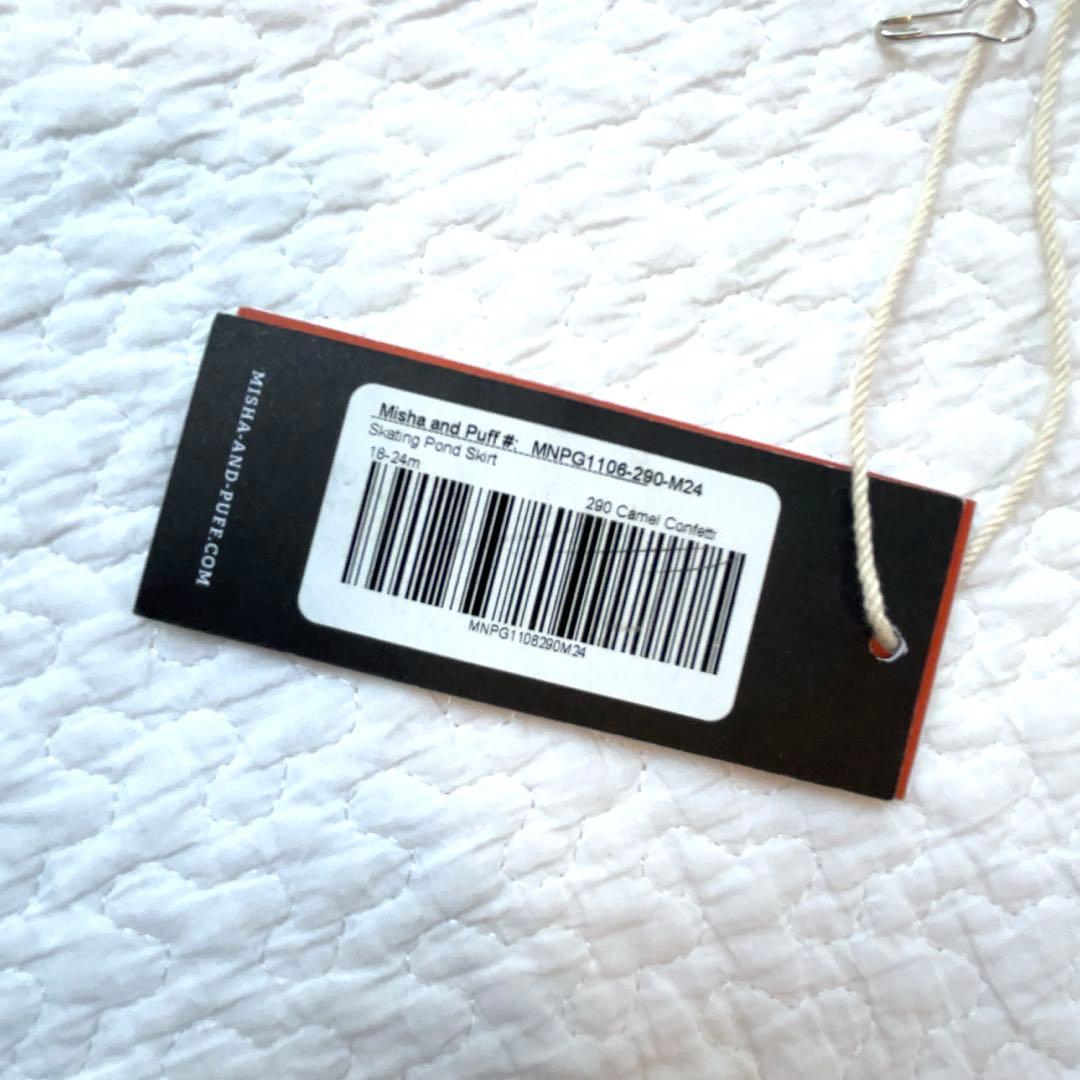 MISHA-AND-PUFF.COM
Misha and Puff #: MNPG1106-290-M24
Skating Pond Skirt
18-24m
290 Camel Confetti
MNPG1106290M24